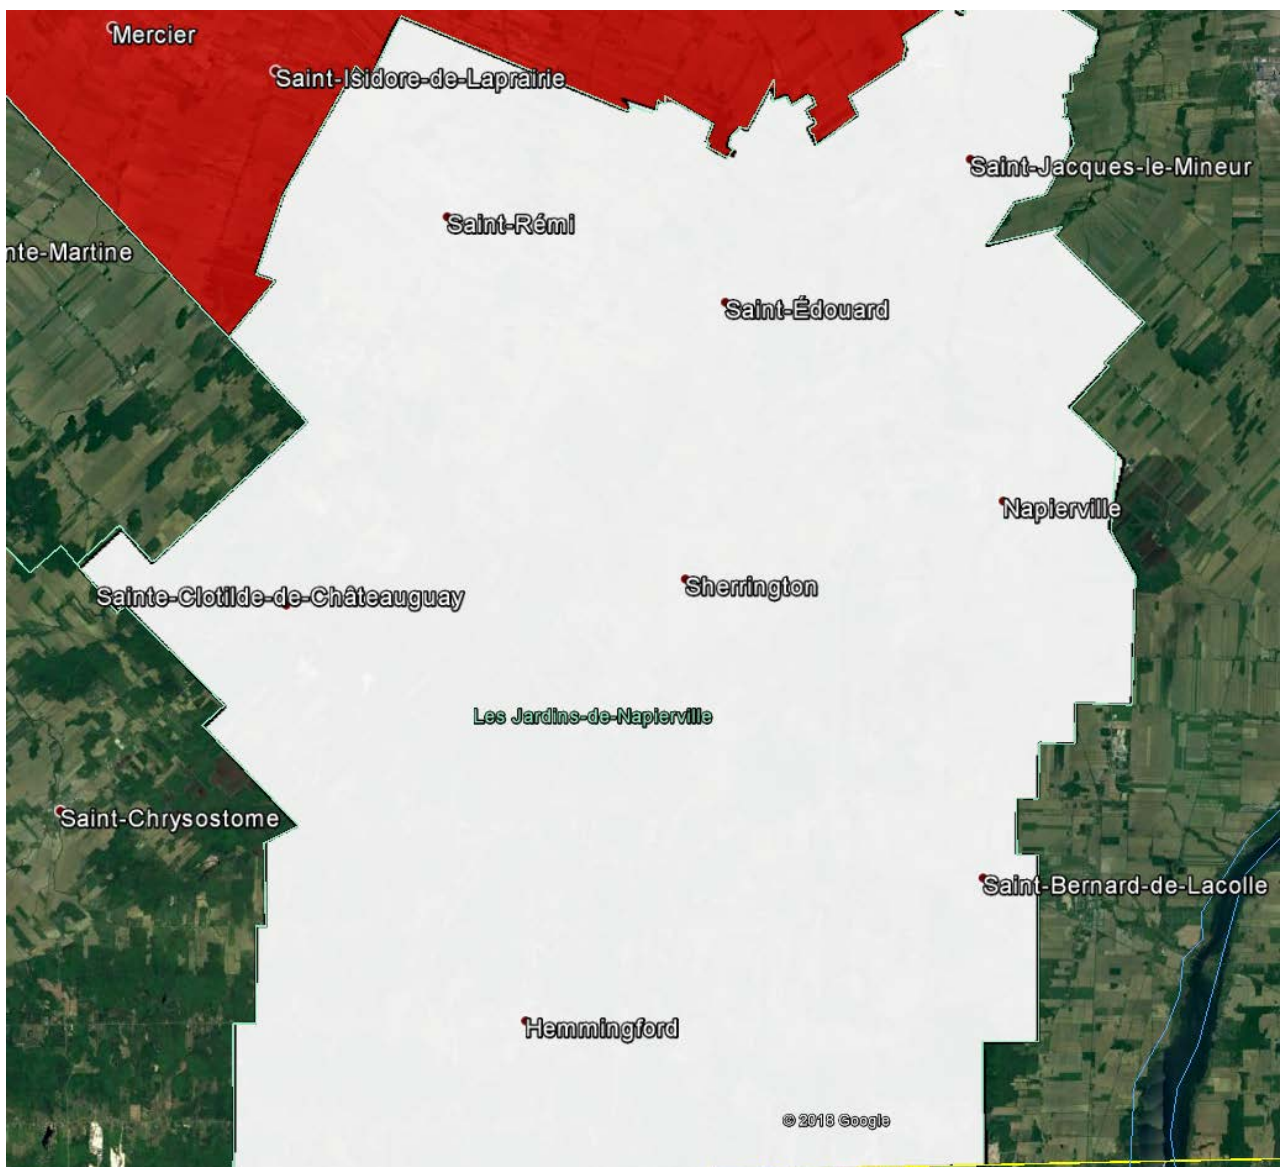 Mercier
Saint-Isidore-de-Laprairie
Saint-Jacques-le-Mineur
Saint-Rémi
nte-Martine
Saint-Édouard
Napierville
Sherrington
Sainte-Clotilde-de-Châteauguay
Les Jardins-de-Napierville
Saint-Chrysostome
Saint-Bernard-de-Lacolle
Hemmingford
© 2018 Google